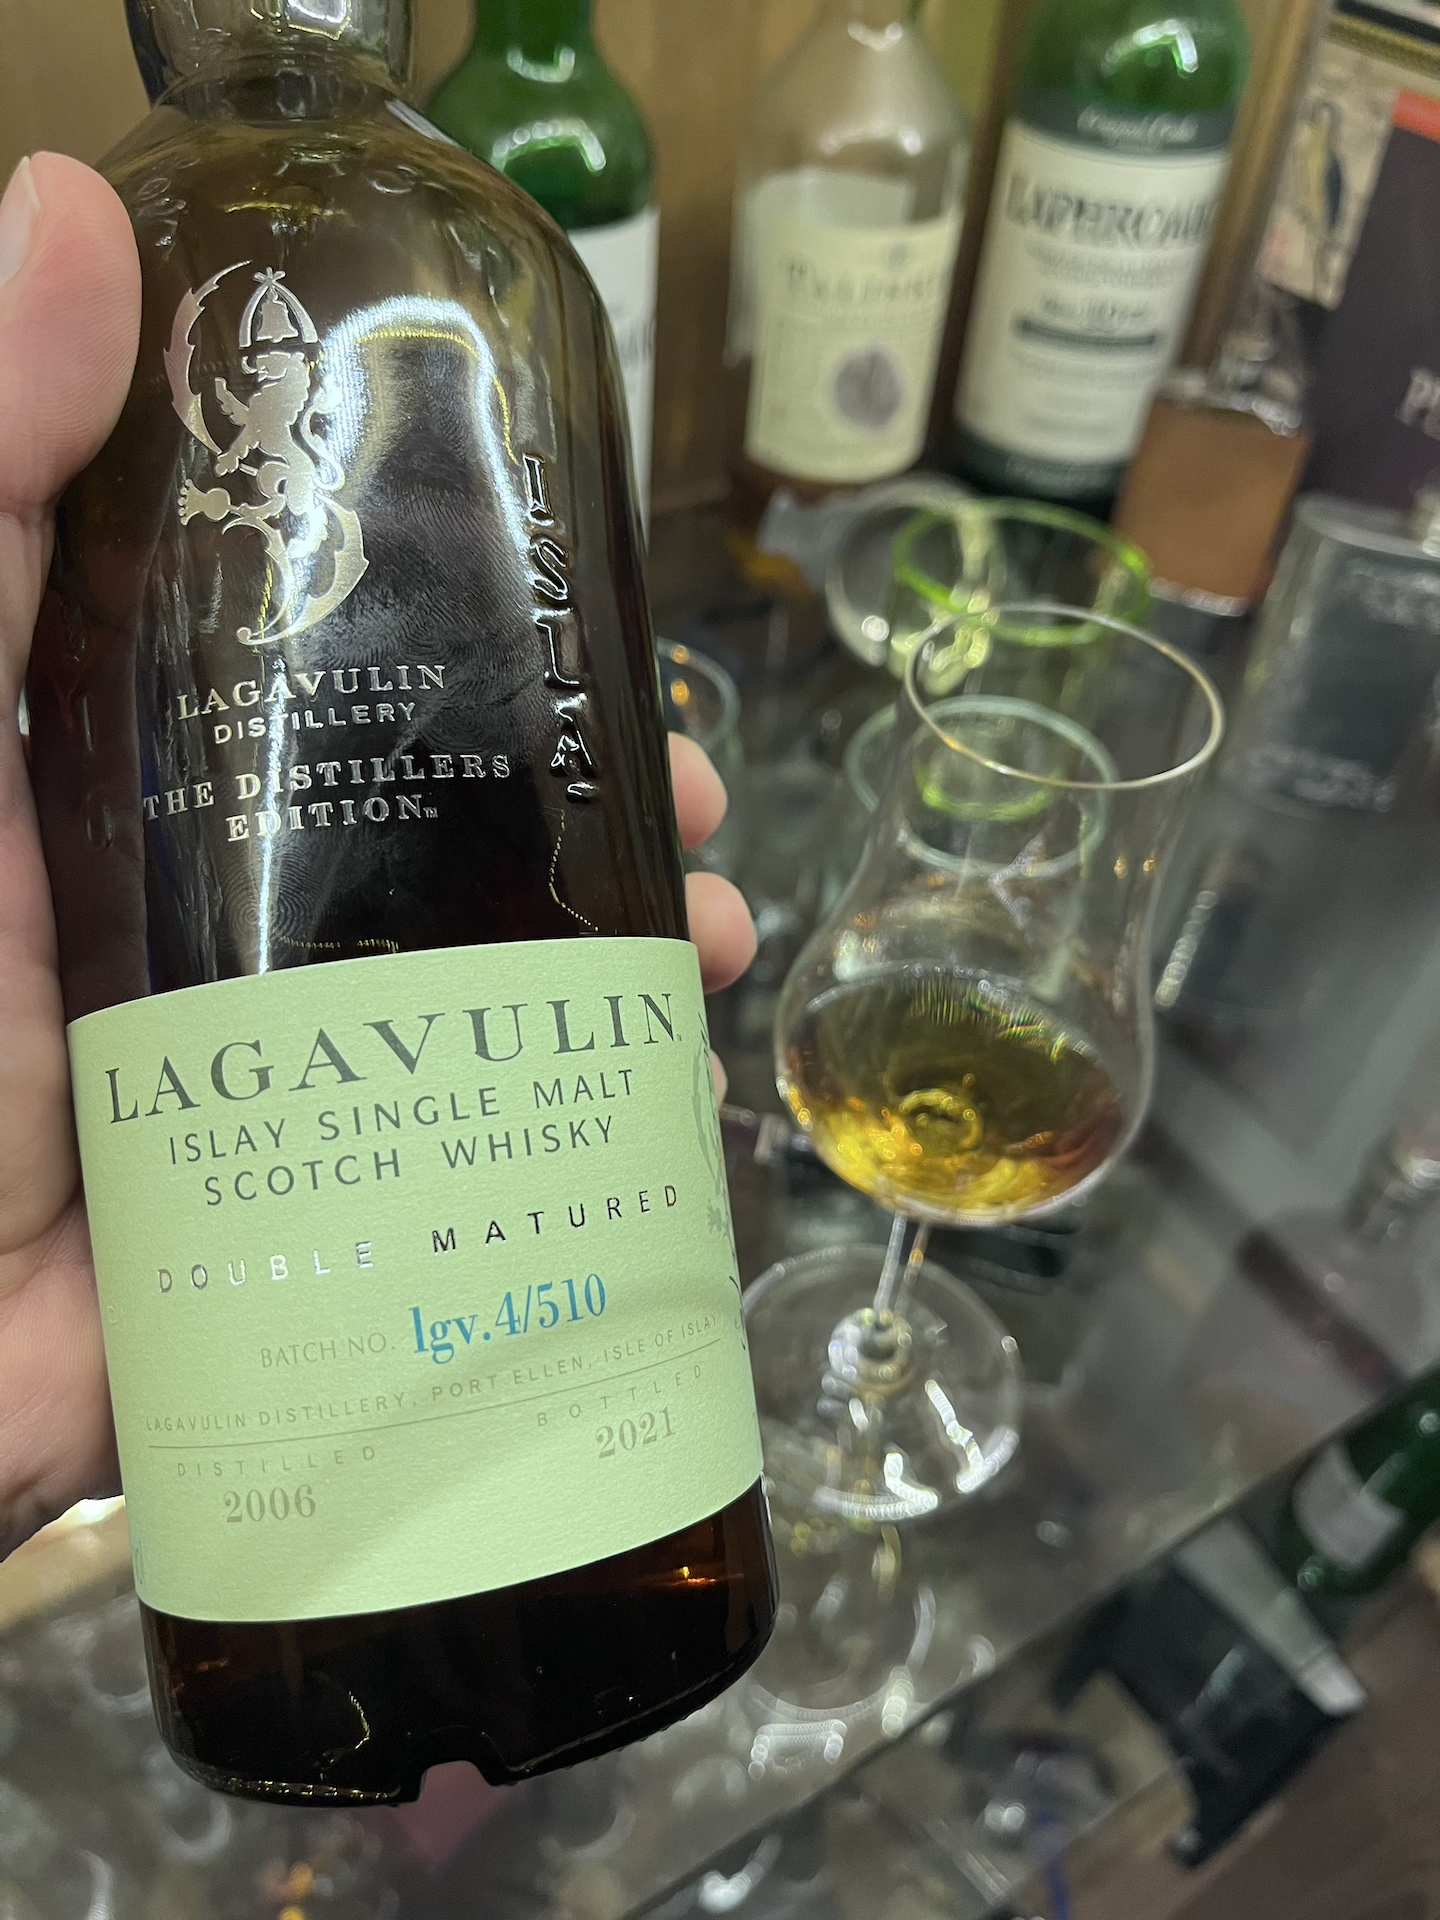 ISLAY
LAGAVULIN
DISTILLERY
THE DISTILLERS
EDITION™
LAGAVULIN
ISLAY SINGLE MALT
SCOTCH WHISKY
DOUBLE MATURED
BATCH NO. lgv.4/510
LAGAVULIN DISTILLERY, PORT ELLEN, ISLE OF ISLAY
DISTILLED BOTTLED
2006 2021